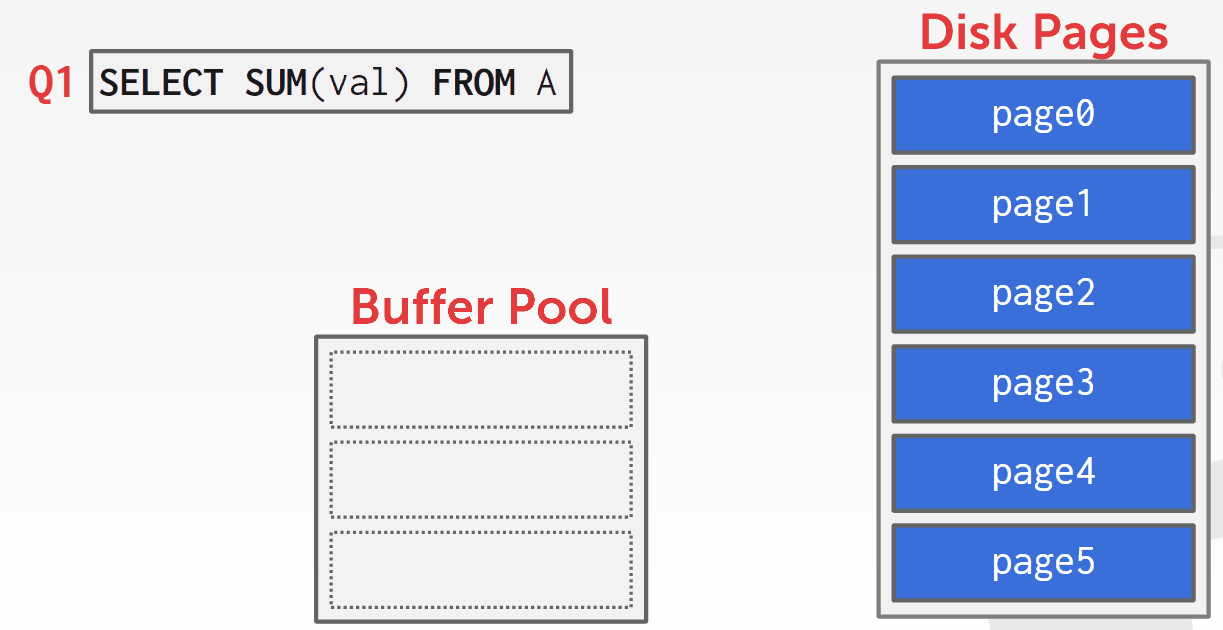 Disk Pages
Q1 SELECT SUM(val) FROM A
page0
page1
page2
Buffer Pool
page3
page4
page5